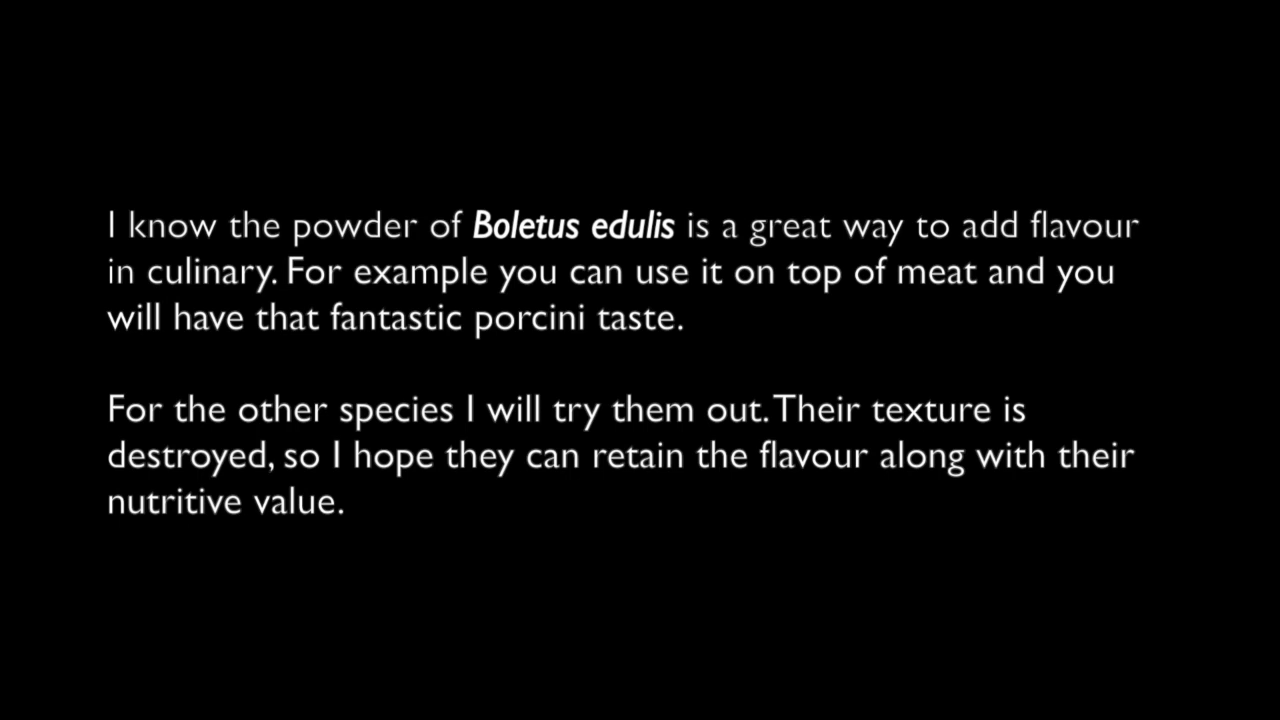 I know the powder of Boletus edulis is a great way to add flavour
in culinary. For example you can use it on top of meat and you
will have that fantastic porcini taste.
For the other species I will try them out. Their texture is
destroyed, so I hope they can retain the flavour along with their
nutritive value.